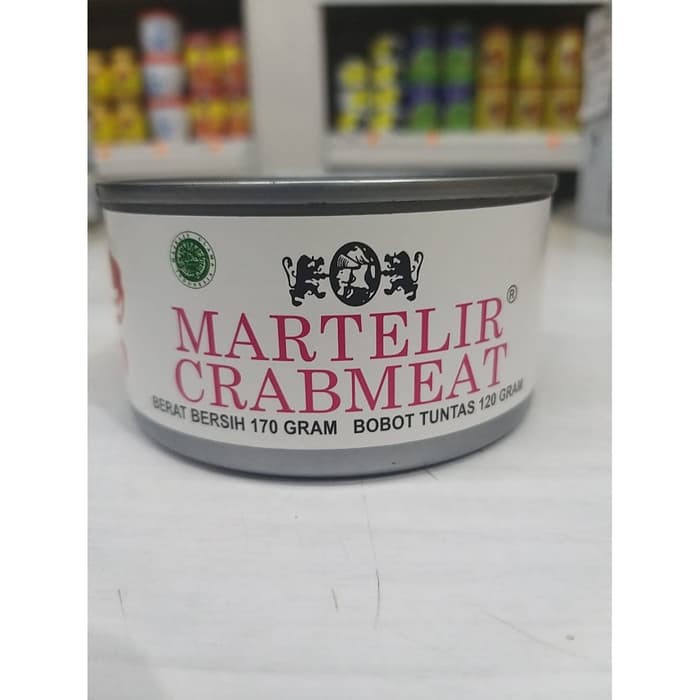 MARTELIR®
CRABMEAT
BERAT BERSIH 170 GRAM BOBOT TUNTAS 120 GRAM